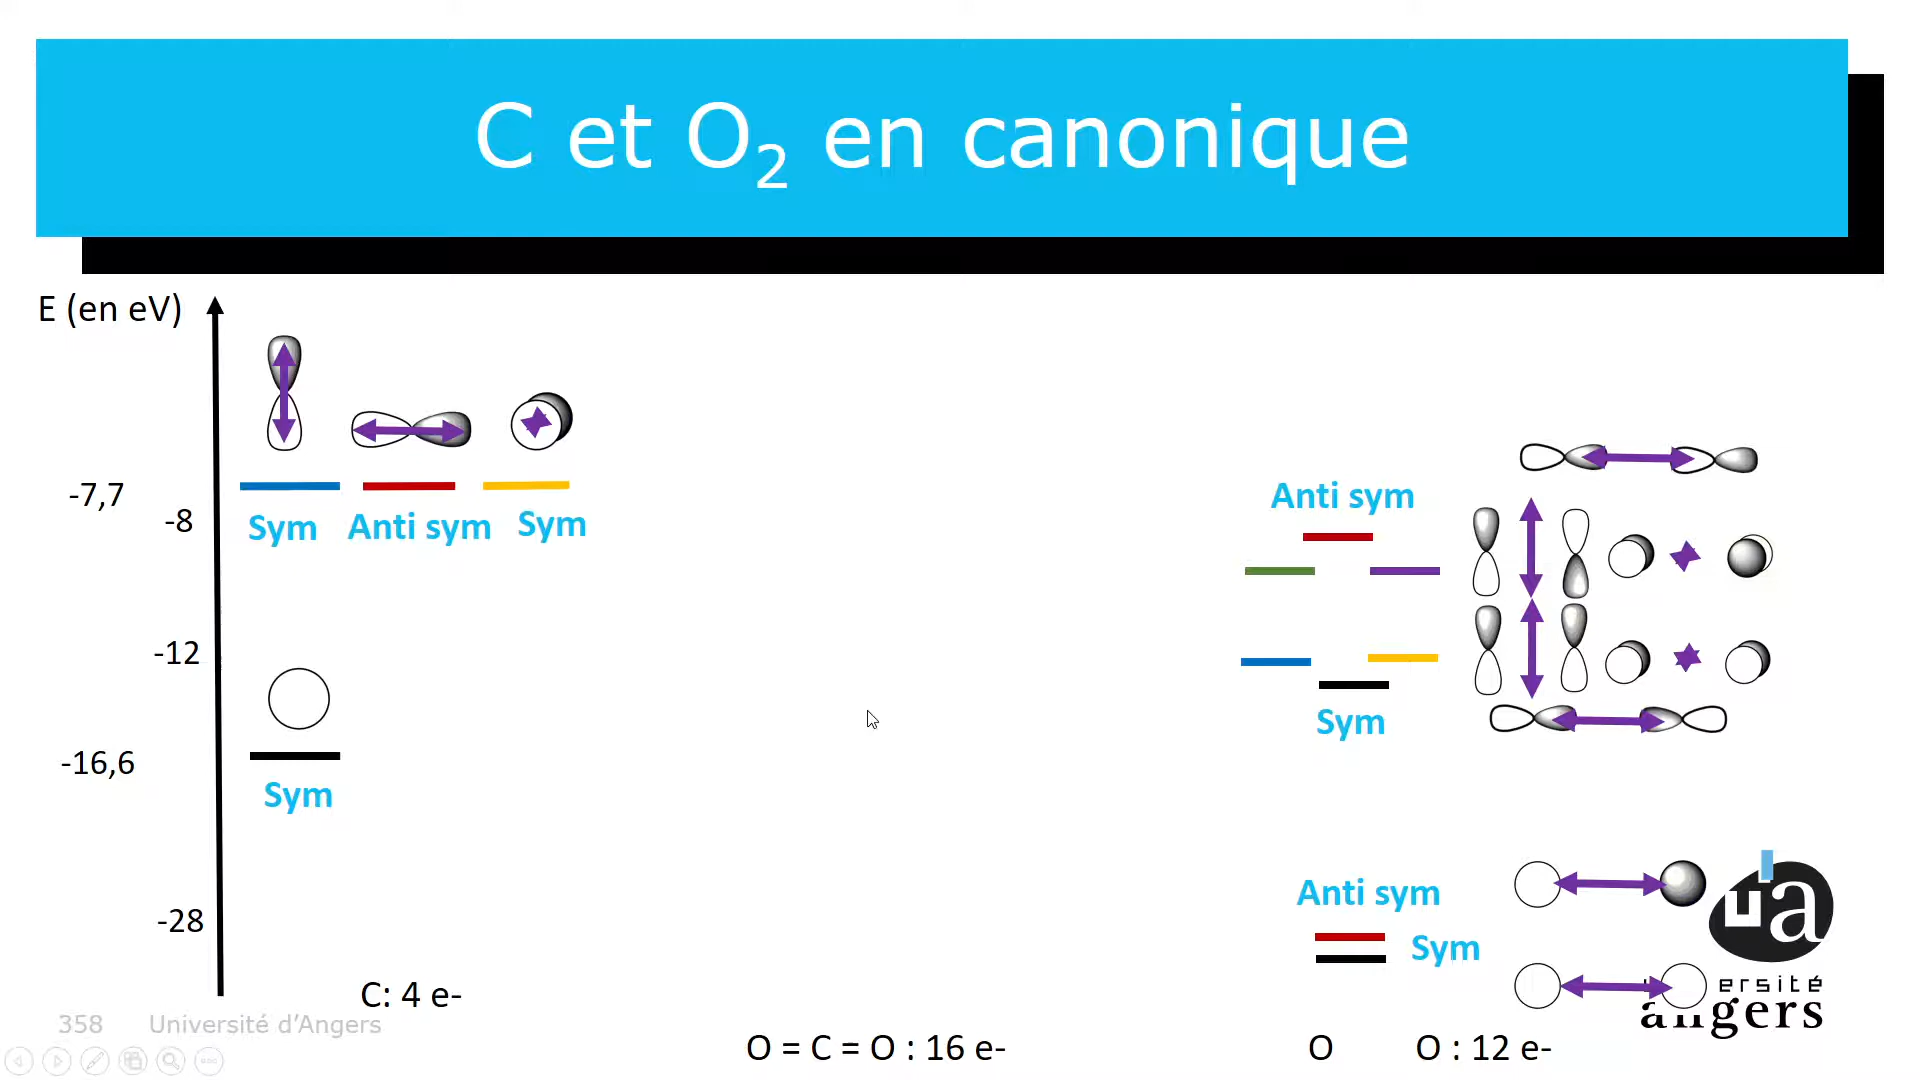 C et O₂ en canonique
E (en eV)
-7,7
-8
Sym
Anti sym
Sym
Anti sym
-12
Sym
-16,6
Sym
Anti sym
-28
Sym
C: 4 e-
ersité
angers
358
Université d’Angers
O = C = O : 16 e-
O
O : 12 e-